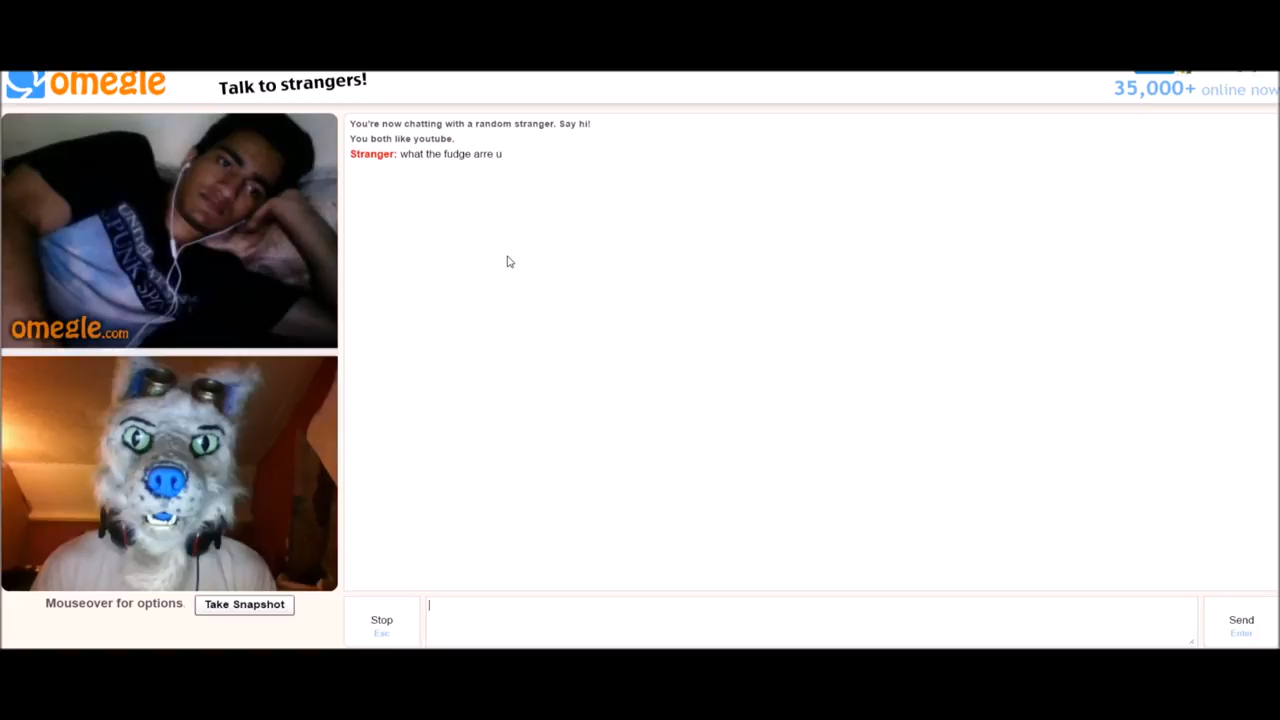 omegle
Talk to strangers!
35,000+ online now
You're now chatting with a random stranger. Say hi!
You both like youtube.
Stranger: what the fudge arre u
SPUNK
omegle.com
Mouseover for options.
Take Snapshot
Stop
Esc
Send
Enter